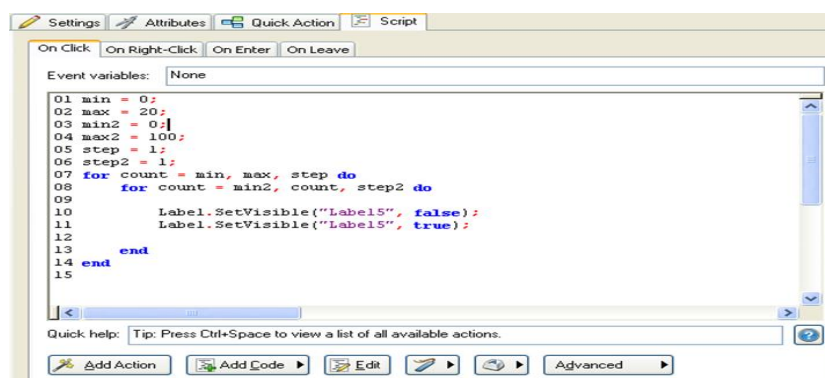 Settings Attributes Quick Action Script
On Click On Right-Click On Enter On Leave
Event variables: None
01 min = 0;
02 max = 20;
03 min2 = 0;
04 max2 = 100;
05 step = 1;
06 step2 = 1;
07 for count = min, max, step do
08 for count = min2, count, step2 do
09
10 Label.SetVisible("Label5", false);
11 Label.SetVisible("Label5", true);
12
13 end
14 end
15
Quick help: Tip: Press Ctrl+Space to view a list of all available actions.
Add Action Add Code Edit Advanced